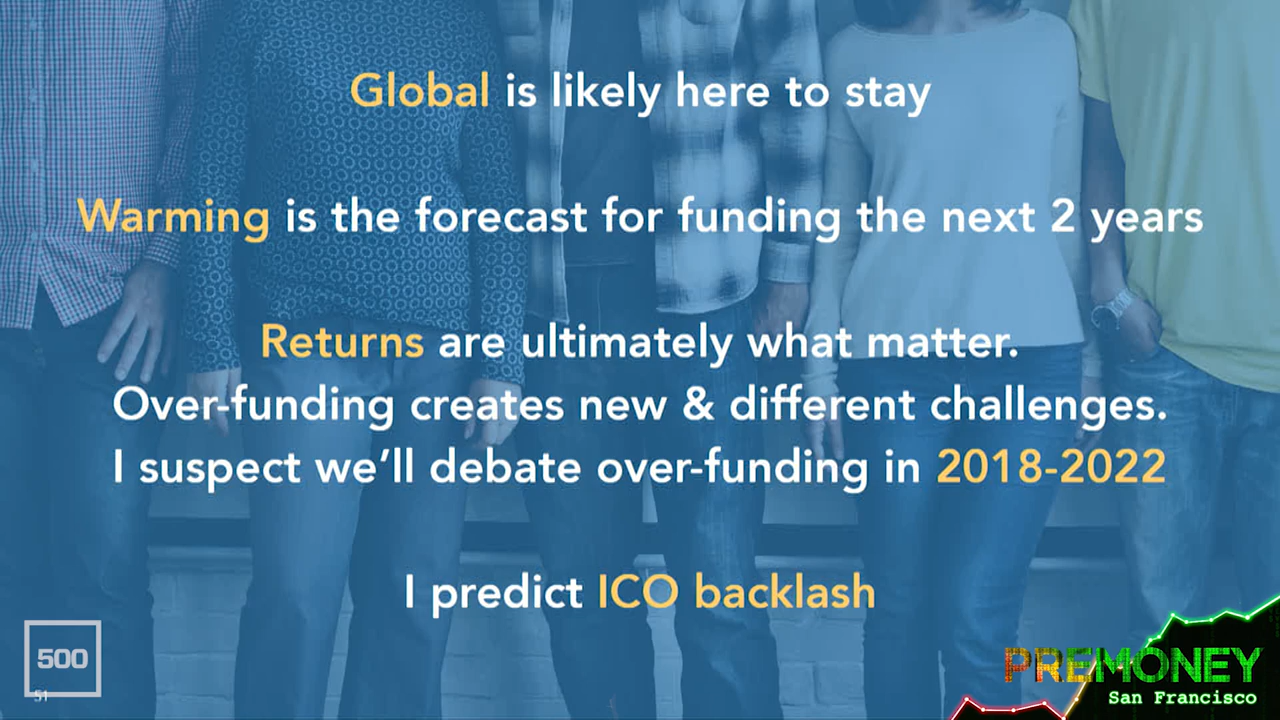 Global is likely here to stay
Warming is the forecast for funding the next 2 years
Returns are ultimately what matter.
Over-funding creates new & different challenges.
I suspect we’ll debate over-funding in 2018-2022
I predict ICO backlash
500
51
PREMONEY
San Francisco